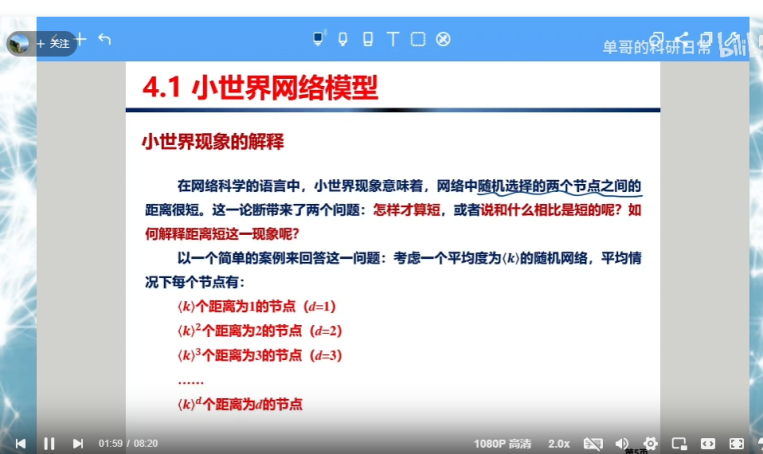 + 关注
单哥的科研日常 bilibili
4.1 小世界网络模型
小世界现象的解释
在网络科学的语言中，小世界现象意味着，网络中随机选择的两个节点之间的
距离很短。这一论断带来了两个问题：怎样才算短，或者说和什么相比是短的呢？如
何解释距离短这一现象呢？
以一个简单的案例来回答这一问题：考虑一个平均度为⟨k⟩的随机网络，平均情
况下每个节点有：
⟨k⟩个距离为1的节点（d=1）
⟨k⟩²个距离为2的节点（d=2）
⟨k⟩³个距离为3的节点（d=3）
……
⟨k⟩ᵈ个距离为d的节点
01:59 / 08:20
1080P 高清
2.0x
第5页